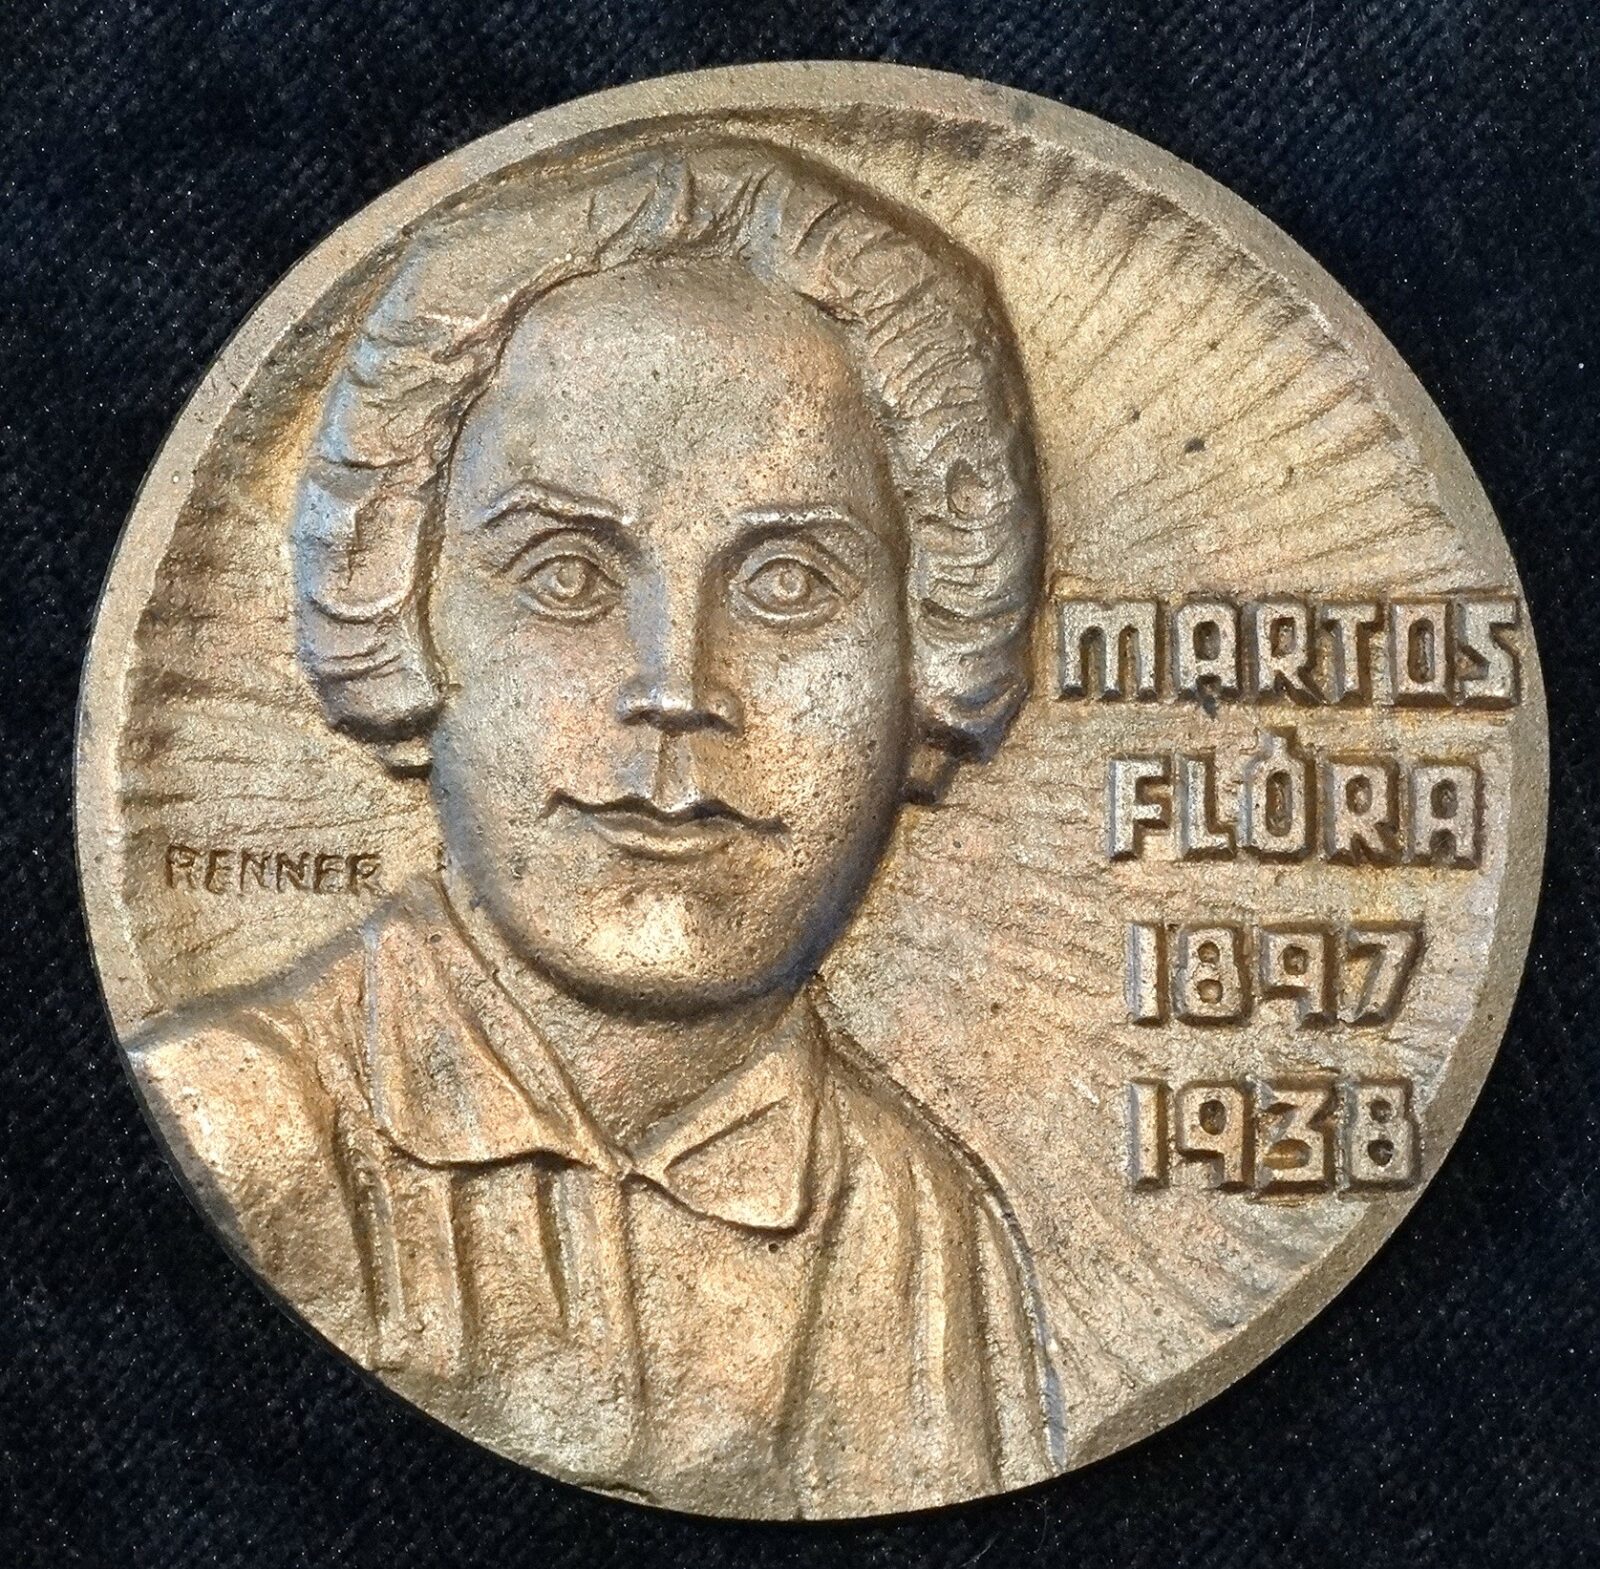 MARTOS
FLÓRA
1897
1938
RENNER